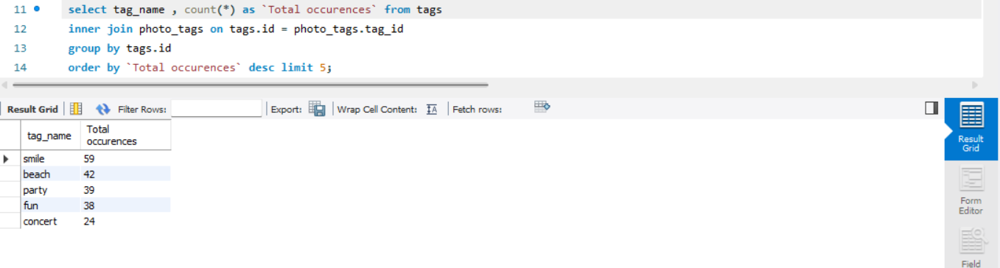 11 select tag_name , count(*) as `Total occurences` from tags
12 inner join photo_tags on tags.id = photo_tags.tag_id
13 group by tags.id
14 order by `Total occurences` desc limit 5;
Result Grid Filter Rows: Export: Wrap Cell Content: IA Fetch rows:
tag_name Total occurences
smile 59
beach 42
party 39
fun 38
concert 24
Result
Grid
Form
Editor
Field